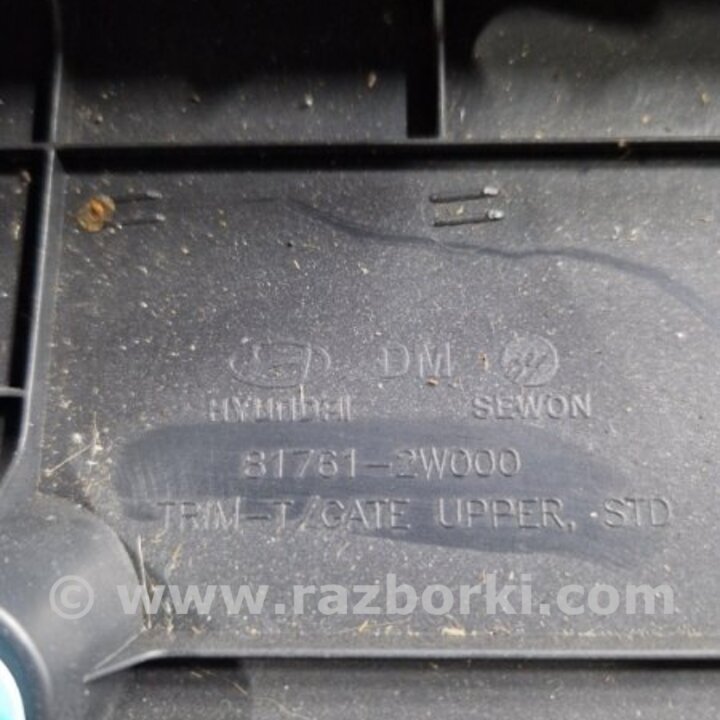 DM
HYUNDAI SEWON
81761-2W000
TRIM-T/GATE UPPER, STD
© www.razborki.com